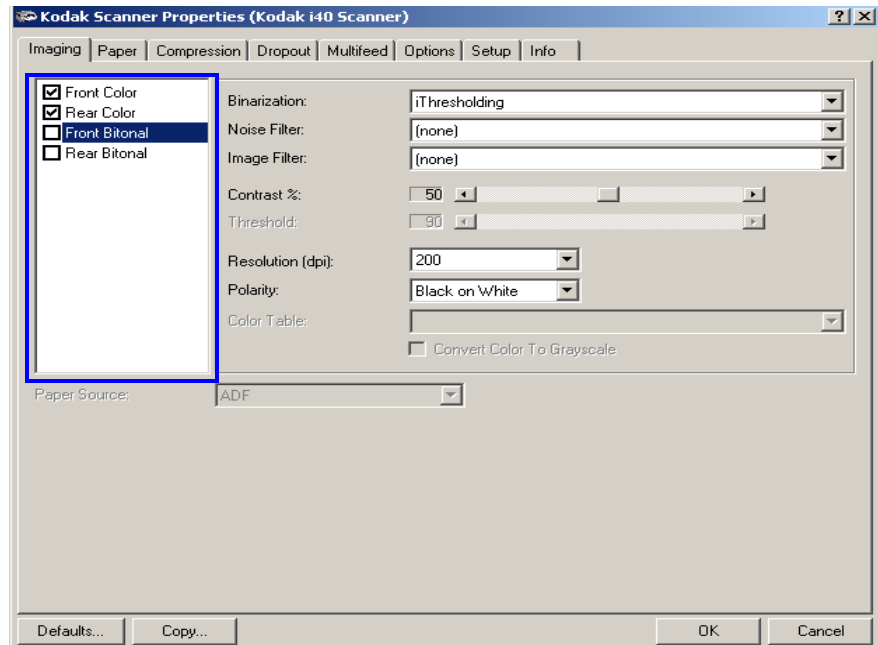 Kodak Scanner Properties (Kodak i40 Scanner)
Imaging Paper Compression Dropout Multifeed Options Setup Info
Front Color
Rear Color
Front Bitonal
Rear Bitonal
Binarization: iThresholding
Noise Filter: (none)
Image Filter: (none)
Contrast %: 50
Threshold: 90
Resolution (dpi): 200
Polarity: Black on White
Color Table:
Convert Color To Grayscale
Paper Source: ADF
Defaults... Copy... OK Cancel